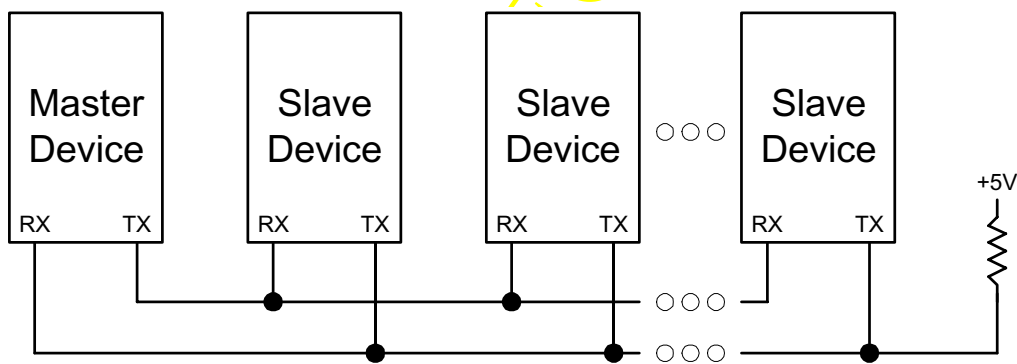 Master
Device
Slave
Device
Slave
Device
Slave
Device
RX TX
RX TX
RX TX
RX TX
+5V